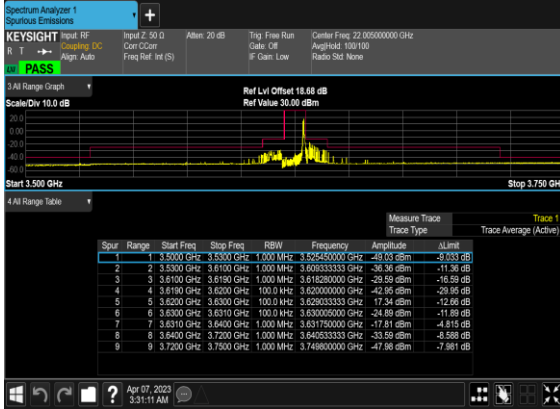 Spectrum Analyzer 1
Spurious Emissions
+
KEYSIGHT Input: RF Input Z: 50 Ω Atten: 20 dB Trig: Free Run Center Freq: 22.005000000 GHz
R T Coupling: DC Corr CCorr Gate: Off Avg|Hold: 100/100
Align: Auto Freq Ref: Int (S) IF Gain: Low Radio Std: None
PASS
3 All Range Graph
Ref Lvl Offset 18.68 dB
Scale/Div 10.0 dB Ref Value 30.00 dBm
20.0
0.00
-20.0
-40.0
-60.0
Start 3.500 GHz Stop 3.750 GH
4 All Range Table
Measure Trace Trace 1
Trace Type Trace Average (Active)
Spur Range Start Freq Stop Freq RBW Frequency Amplitude ΔLimit
1 1 3.5000 GHz 3.5300 GHz 1.000 MHz 3.525450000 GHz -49.03 dBm -9.033 dB
2 2 3.5300 GHz 3.6100 GHz 1.000 MHz 3.609333333 GHz -36.36 dBm -11.36 dB
3 3 3.6100 GHz 3.6190 GHz 1.000 MHz 3.618280000 GHz -29.59 dBm -16.59 dB
4 4 3.6190 GHz 3.6200 GHz 100.0 kHz 3.620000000 GHz -42.95 dBm -29.95 dB
5 5 3.6200 GHz 3.6300 GHz 100.0 kHz 3.629033333 GHz 17.34 dBm -12.66 dB
6 6 3.6300 GHz 3.6310 GHz 100.0 kHz 3.630005000 GHz -24.89 dBm -11.89 dB
7 7 3.6310 GHz 3.6400 GHz 1.000 MHz 3.631750000 GHz -17.81 dBm -4.815 dB
8 8 3.6400 GHz 3.7200 GHz 1.000 MHz 3.640533333 GHz -33.59 dBm -8.588 dB
9 9 3.7200 GHz 3.7500 GHz 1.000 MHz 3.749800000 GHz -47.98 dBm -7.981 dB
? Apr 07, 2023
3:31:11 AM